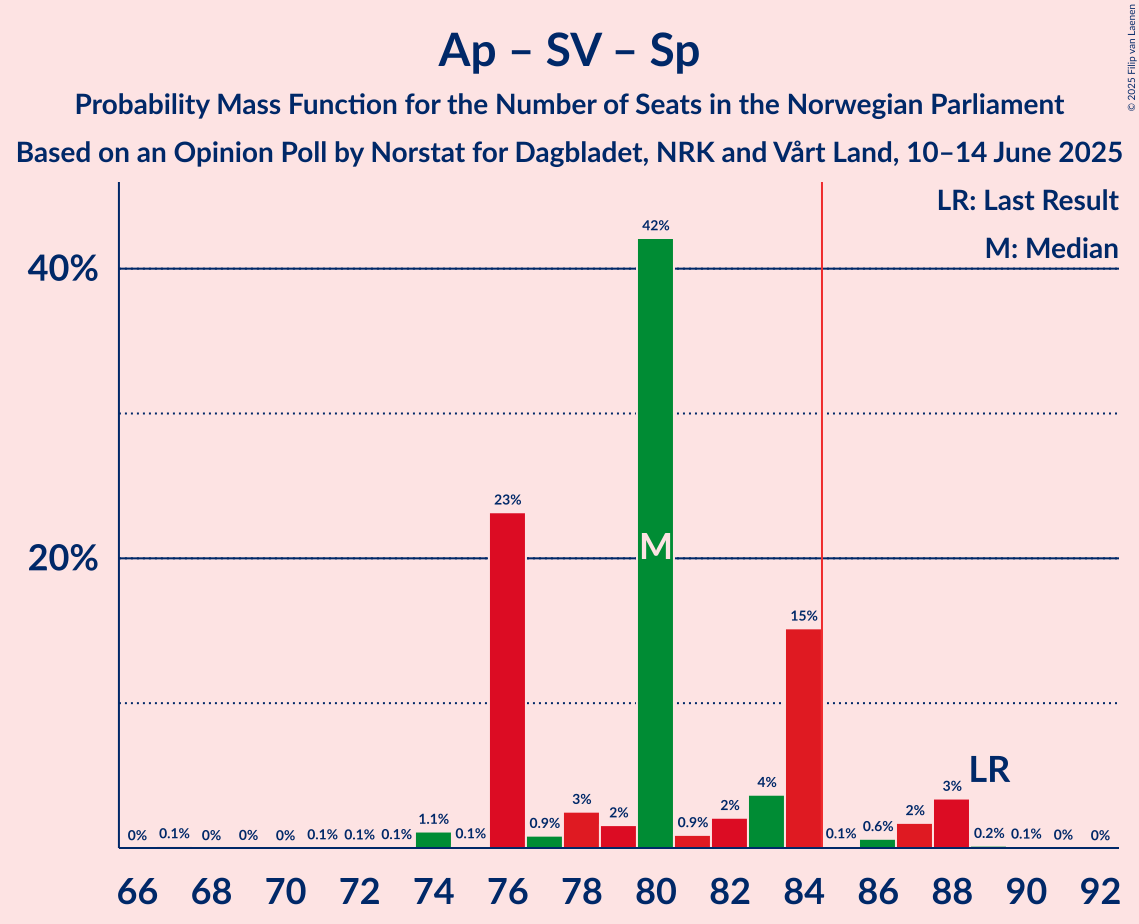 Ap – SV – Sp
Probability Mass Function for the Number of Seats in the Norwegian Parliament
Based on an Opinion Poll by Norstat for Dagbladet, NRK and Vårt Land, 10–14 June 2025
© 2025 Filip van Laenen
LR: Last Result
M: Median
40%
20%
0% 0.1% 0% 0% 0% 0.1% 0.1% 0.1% 1.1% 0.1% 23% 0.9% 3% 2% 42% 0.9% 2% 4% 15% 0.1% 0.6% 2% 3% 0.2% 0.1% 0% 0%
M
LR
66 68 70 72 74 76 78 80 82 84 86 88 90 92